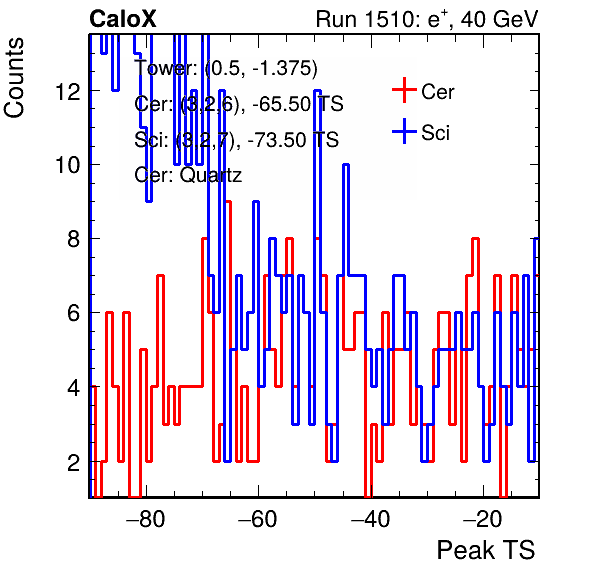 CaloX Run 1510: e+, 40 GeV
Counts
Tower: (0.5, -1.375)
Cer: (3,2,6), -65.50 TS
Sci: (3,2,7), -73.50 TS
Cer: Quartz
Cer
Sci
12
10
8
6
4
2
−80 −60 −40 −20
Peak TS